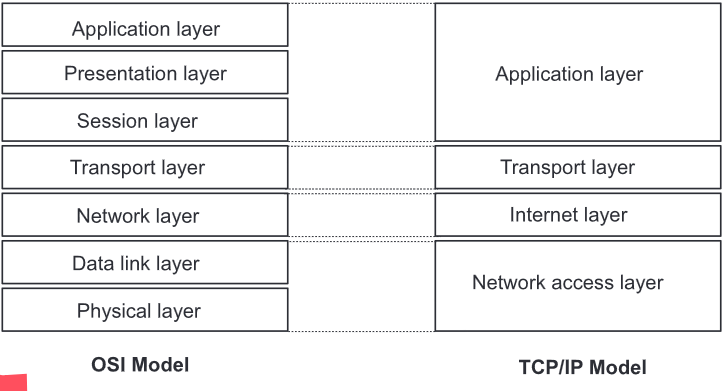 Application layer
Presentation layer
Session layer
Transport layer
Network layer
Data link layer
Physical layer
OSI Model
Application layer
Transport layer
Internet layer
Network access layer
TCP/IP Model